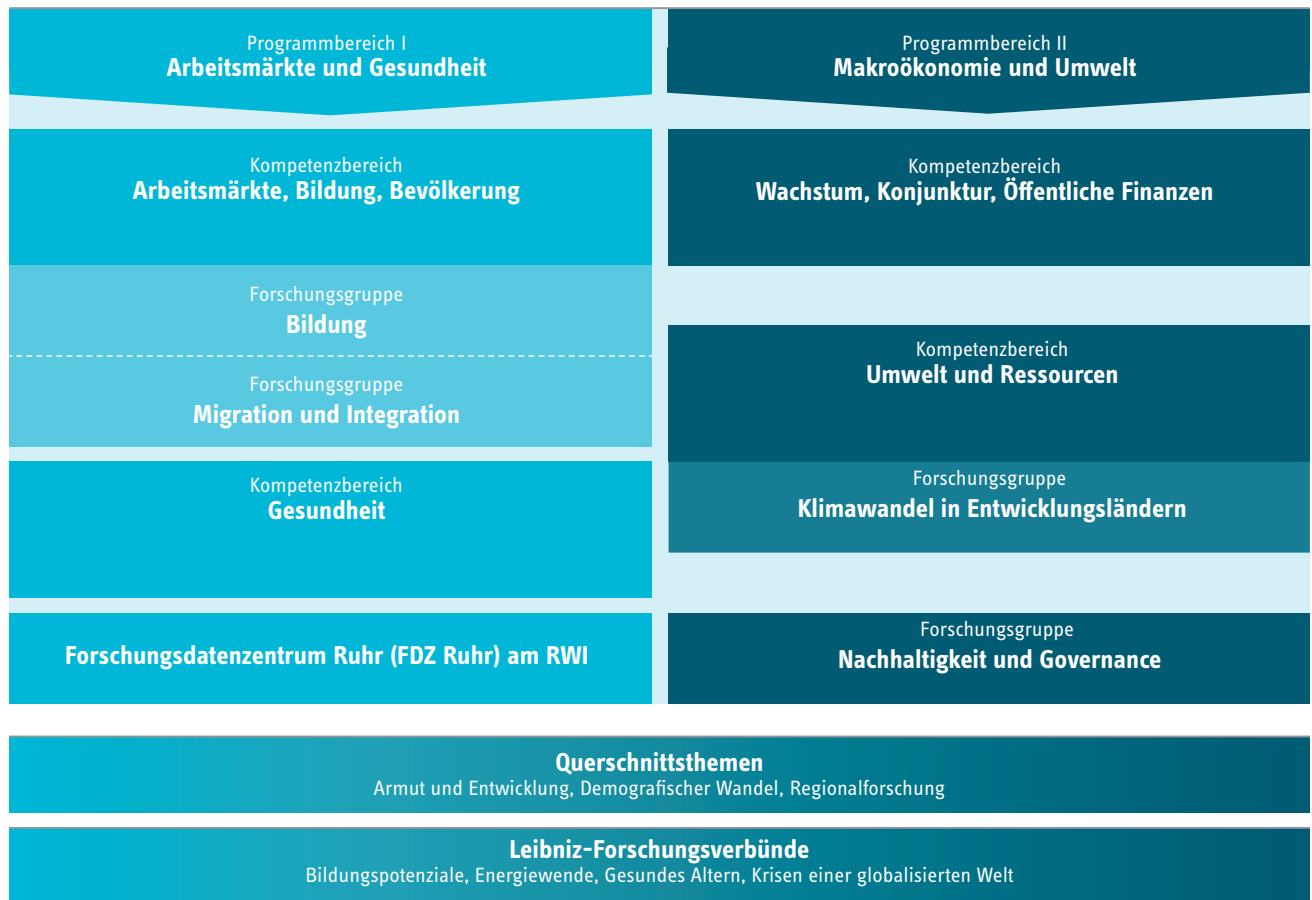 Programmbereich I
Arbeitsmärkte und Gesundheit
Kompetenzbereich
Arbeitsmärkte, Bildung, Bevölkerung
Forschungsgruppe
Bildung
Forschungsgruppe
Migration und Integration
Kompetenzbereich
Gesundheit
Forschungsdatenzentrum Ruhr (FDZ Ruhr) am RWI
Programmbereich II
Makroökonomie und Umwelt
Kompetenzbereich
Wachstum, Konjunktur, Öffentliche Finanzen
Kompetenzbereich
Umwelt und Ressourcen
Forschungsgruppe
Klimawandel in Entwicklungsländern
Forschungsgruppe
Nachhaltigkeit und Governance
Querschnittsthemen
Armut und Entwicklung, Demografischer Wandel, Regionalforschung
Leibniz-Forschungsverbünde
Bildungspotenziale, Energiewende, Gesundes Altern, Krisen einer globalisierten Welt